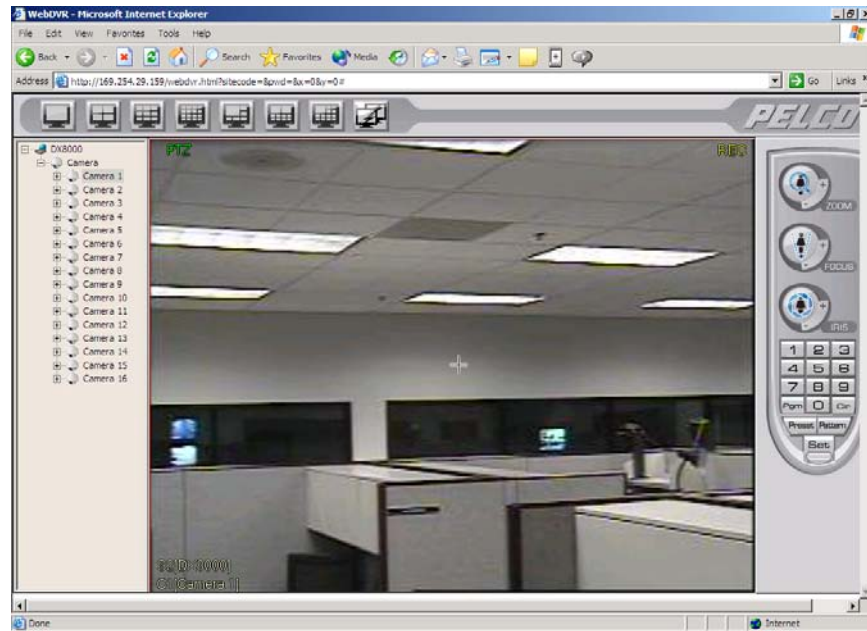 WebDVR - Microsoft Internet Explorer
File Edit View Favorites Tools Help
Back Search Favorites Media
Address http://169.254.29.159/webdvr.html?sitecode=&pwd=&x=0&y=0# Go Links
PELCO
DX8000
Camera
Camera 1
Camera 2
Camera 3
Camera 4
Camera 5
Camera 6
Camera 7
Camera 8
Camera 9
Camera 10
Camera 11
Camera 12
Camera 13
Camera 14
Camera 15
Camera 16
PTZ REC
ZOOM
FOCUS
IRIS
1 2 3
4 5 6
7 8 9
Pgm 0 Clr
Preset Pattern
Set
C:[Camera 1]
Done Internet